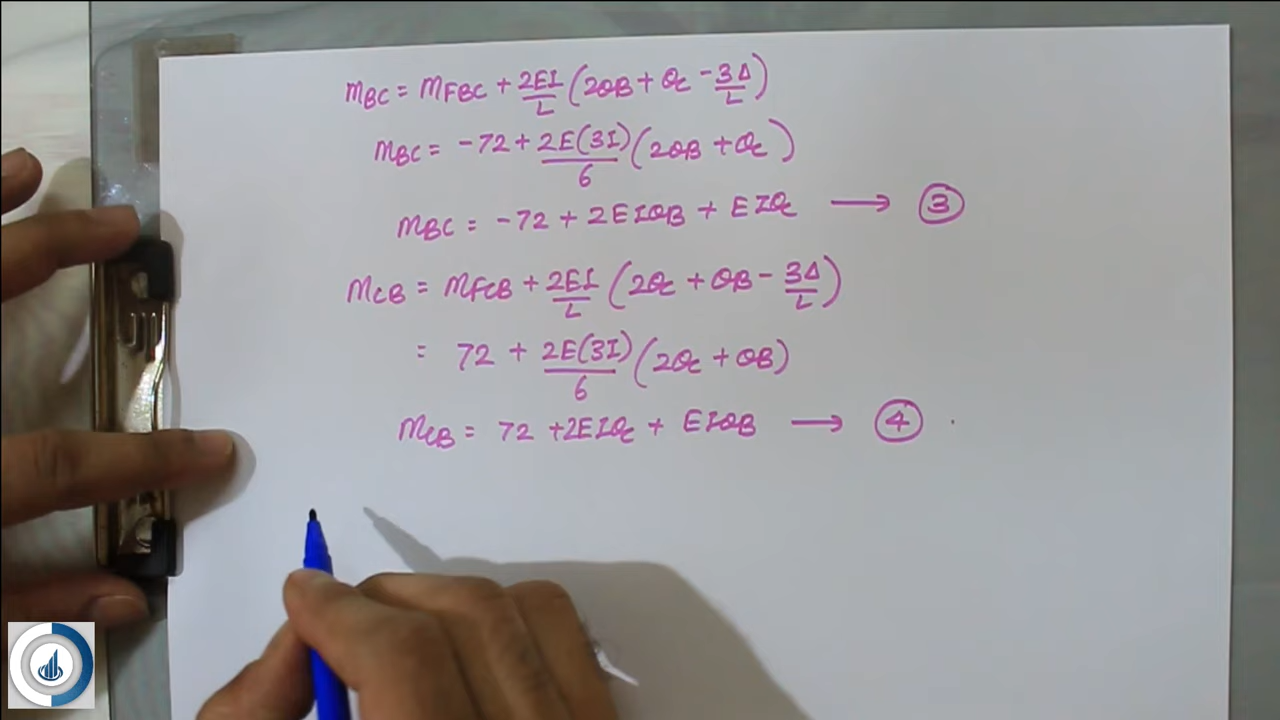 MBC = MFBC + 2EI/L (2θB + θC - 3Δ/L)
MBC = -72 + 2E(3I)/6 (2θB + θC)
MBC = -72 + 2EIθB + EIθC → ③
MCB = MFCB + 2EI/L (2θC + θB - 3Δ/L)
= 72 + 2E(3I)/6 (2θC + θB)
MCB = 72 + 2EIθC + EIθB → ④